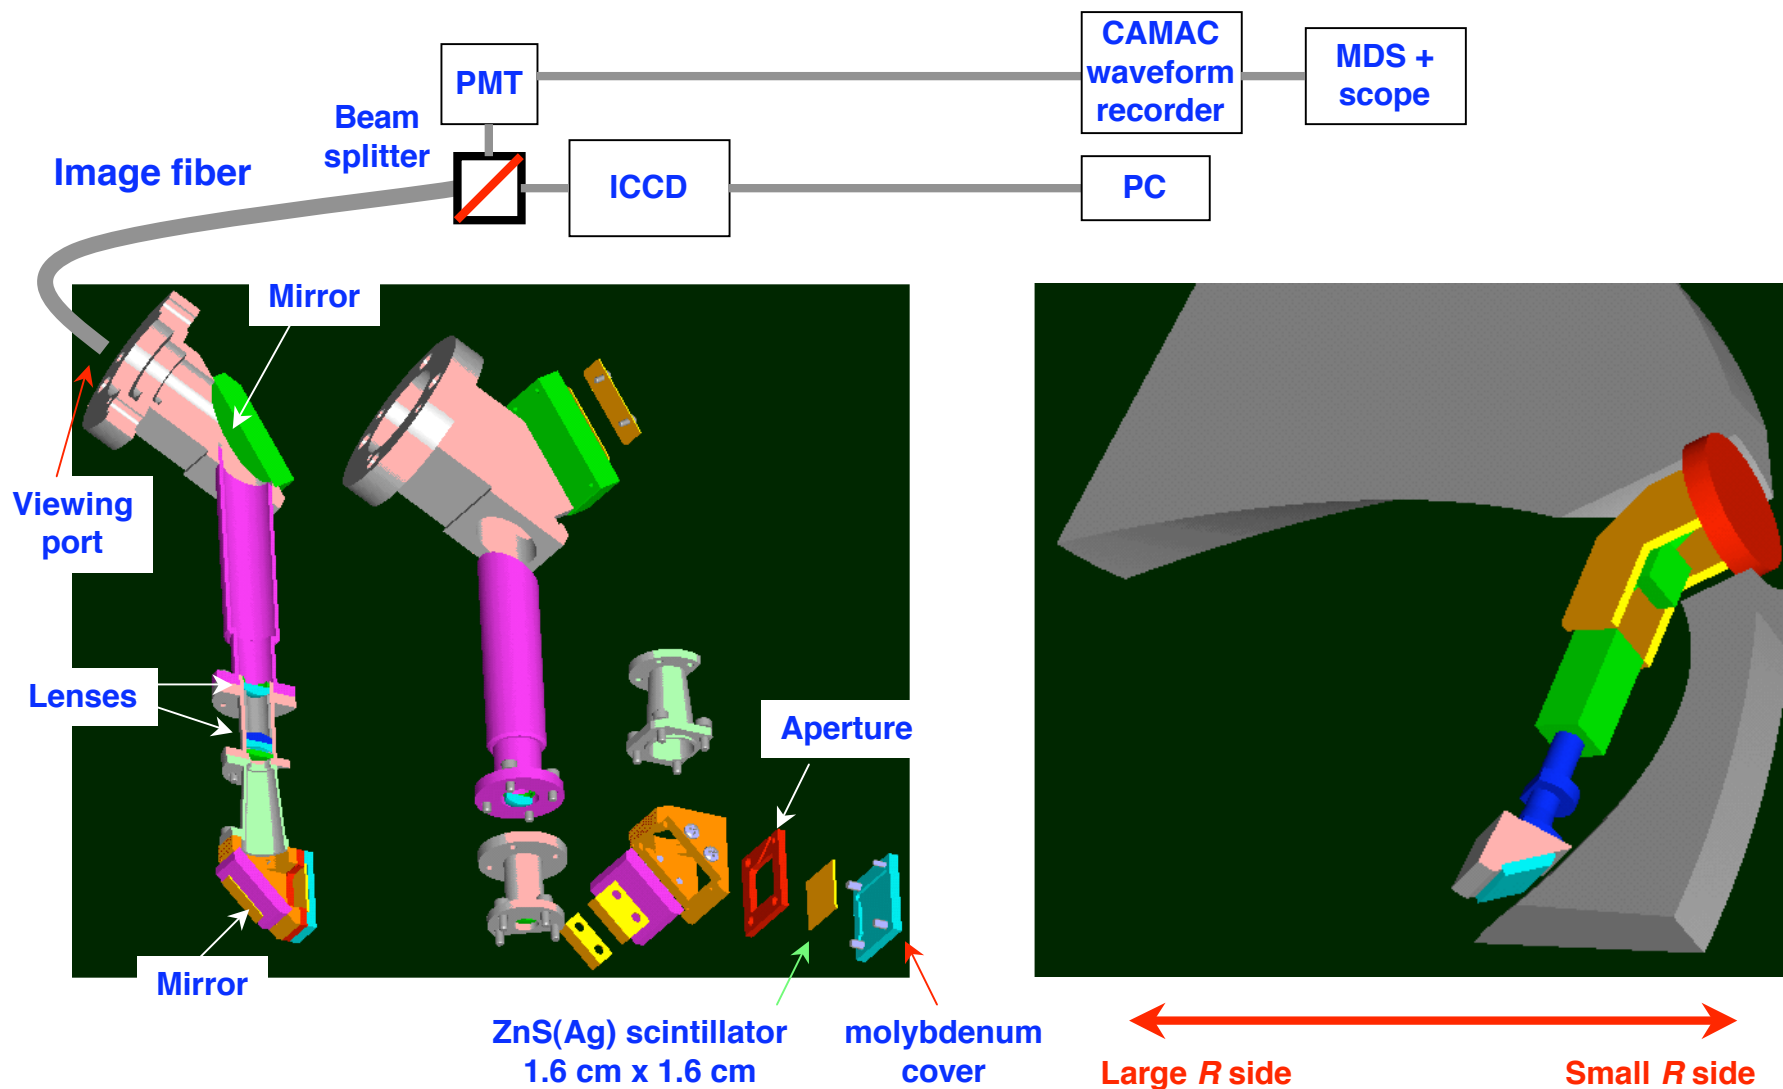 CAMAC
waveform
recorder
MDS +
scope
PMT
Beam
splitter
Image fiber
ICCD
PC
Mirror
Viewing
port
Lenses
Aperture
Mirror
ZnS(Ag) scintillator
1.6 cm x 1.6 cm
molybdenum
cover
Large R side
Small R side